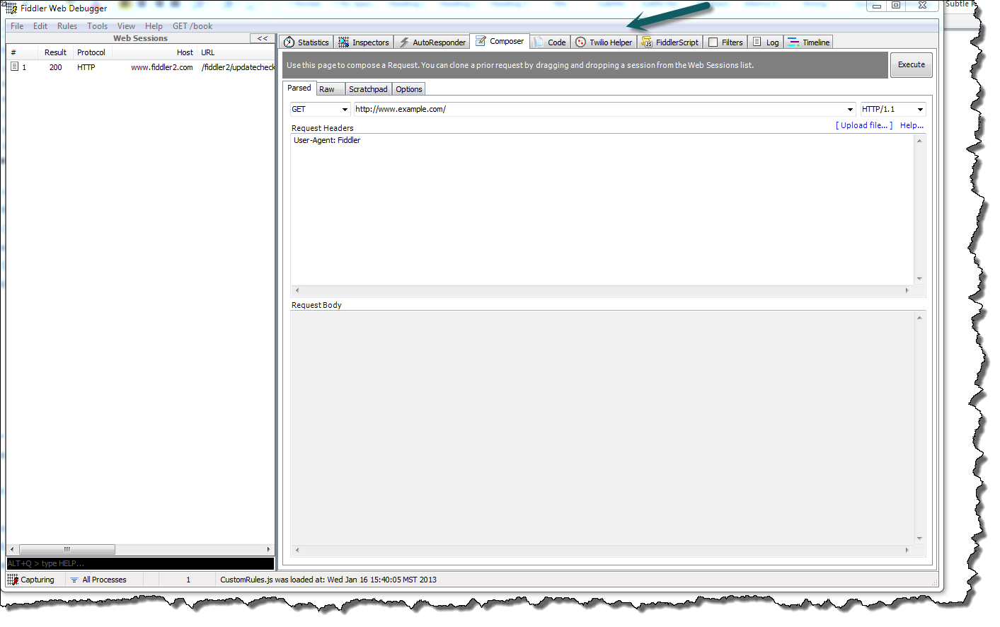 Fiddler Web Debugger
Subtle R
File Edit Rules Tools View Help GET /book
Web Sessions <<
# Result Protocol Host URL
1 200 HTTP www.fiddler2.com /fiddler2/updatecheck
Statistics Inspectors AutoResponder Composer Code Twilio Helper FiddlerScript Filters Log Timeline
Use this page to compose a Request. You can clone a prior request by dragging and dropping a session from the Web Sessions list.
Execute
Parsed Raw Scratchpad Options
GET http://www.example.com/ HTTP/1.1
Request Headers [ Upload file... ] Help...
User-Agent: Fiddler
Request Body
ALT+Q > type HELP...
Capturing All Processes 1 CustomRules.js was loaded at: Wed Jan 16 15:40:05 MST 2013